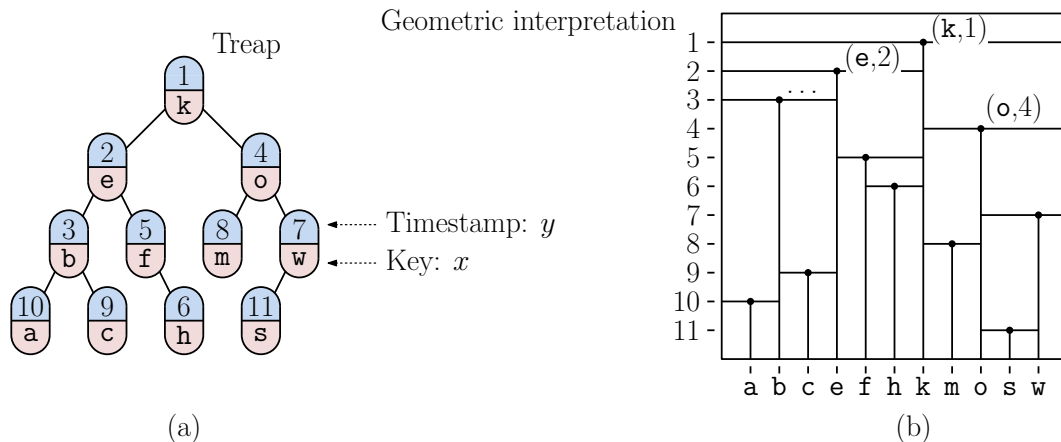 Treap
1
k
2
e
4
o
3
b
5
f
8
m
7
w
10
a
9
c
6
h
11
s
Timestamp: y
Key: x
(a)
Geometric interpretation
1
2
3
4
5
6
7
8
9
10
11
(k,1)
(e,2)
...
(o,4)
a b c e f h k m o s w
(b)